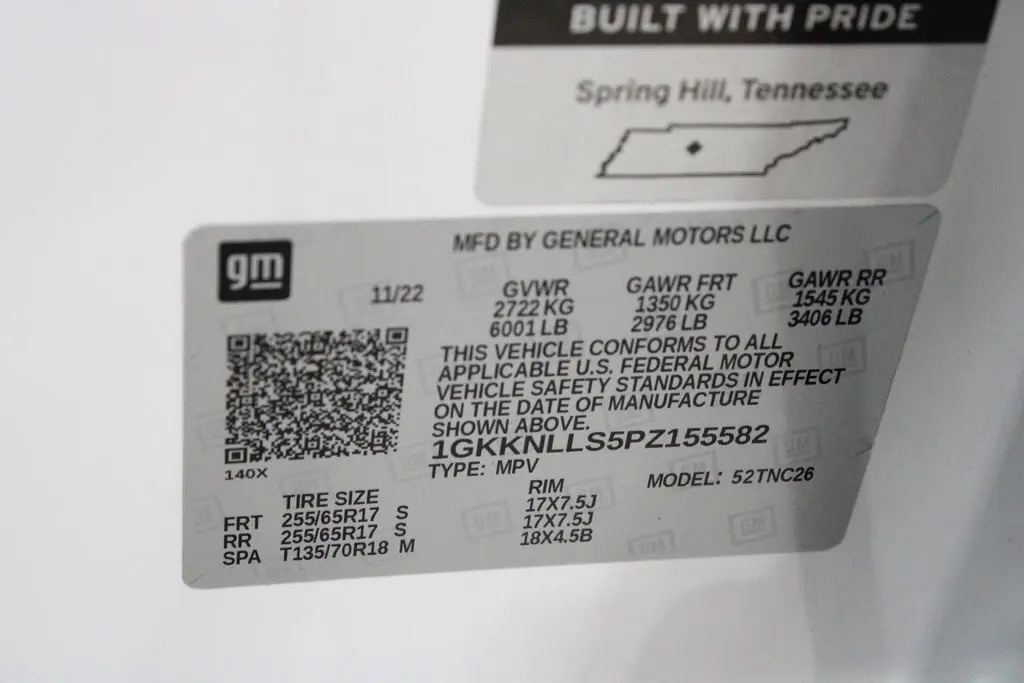 BUILT WITH PRIDE
Spring Hill, Tennessee
gm
MFD BY GENERAL MOTORS LLC
11/22
GVWR GAWR FRT GAWR RR
2722 KG 1350 KG 1545 KG
6001 LB 2976 LB 3406 LB
THIS VEHICLE CONFORMS TO ALL
APPLICABLE U.S. FEDERAL MOTOR
VEHICLE SAFETY STANDARDS IN EFFECT
ON THE DATE OF MANUFACTURE
SHOWN ABOVE.
1GKKNLLS5PZ155582
140X
TYPE: MPV MODEL: 52TNC26
TIRE SIZE RIM
FRT 255/65R17 S 17X7.5J
RR 255/65R17 S 17X7.5J
SPA T135/70R18 M 18X4.5B